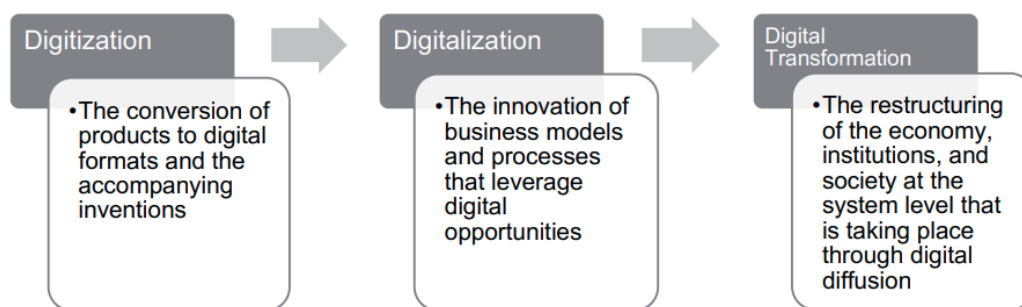 Digitization
•The conversion of
products to digital
formats and the
accompanying
inventions
Digitalization
•The innovation of
business models
and processes
that leverage
digital
opportunities
Digital
Transformation
•The restructuring
of the economy,
institutions, and
society at the
system level that
is taking place
through digital
diffusion